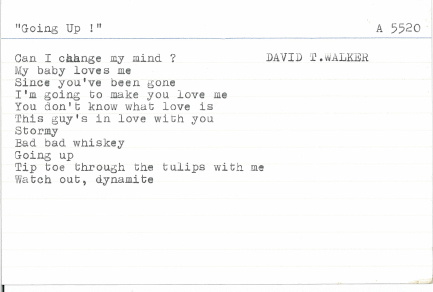 "Going Up !" A 5520
Can I change my mind ? DAVID T.WALKER
My baby loves me
Since you've been gone
I'm going to make you love me
You don't know what love is
This guy's in love with you
Stormy
Bad bad whiskey
Going up
Tip toe through the tulips with me
Watch out, dynamite